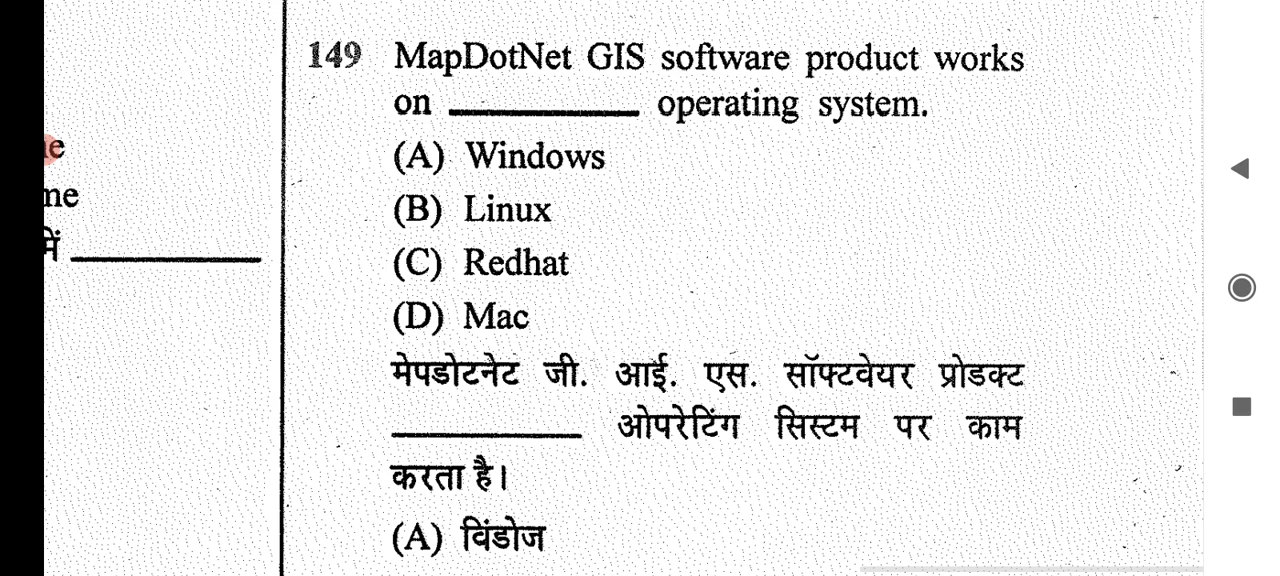 149 MapDotNet GIS software product works
on __________ operating system.
(A) Windows
(B) Linux
(C) Redhat
(D) Mac
मेपडोटनेट जी. आई. एस. सॉफ्टवेयर प्रोडक्ट
__________ ओपरेटिंग सिस्टम पर काम
करता है।
(A) विंडोज
में __________